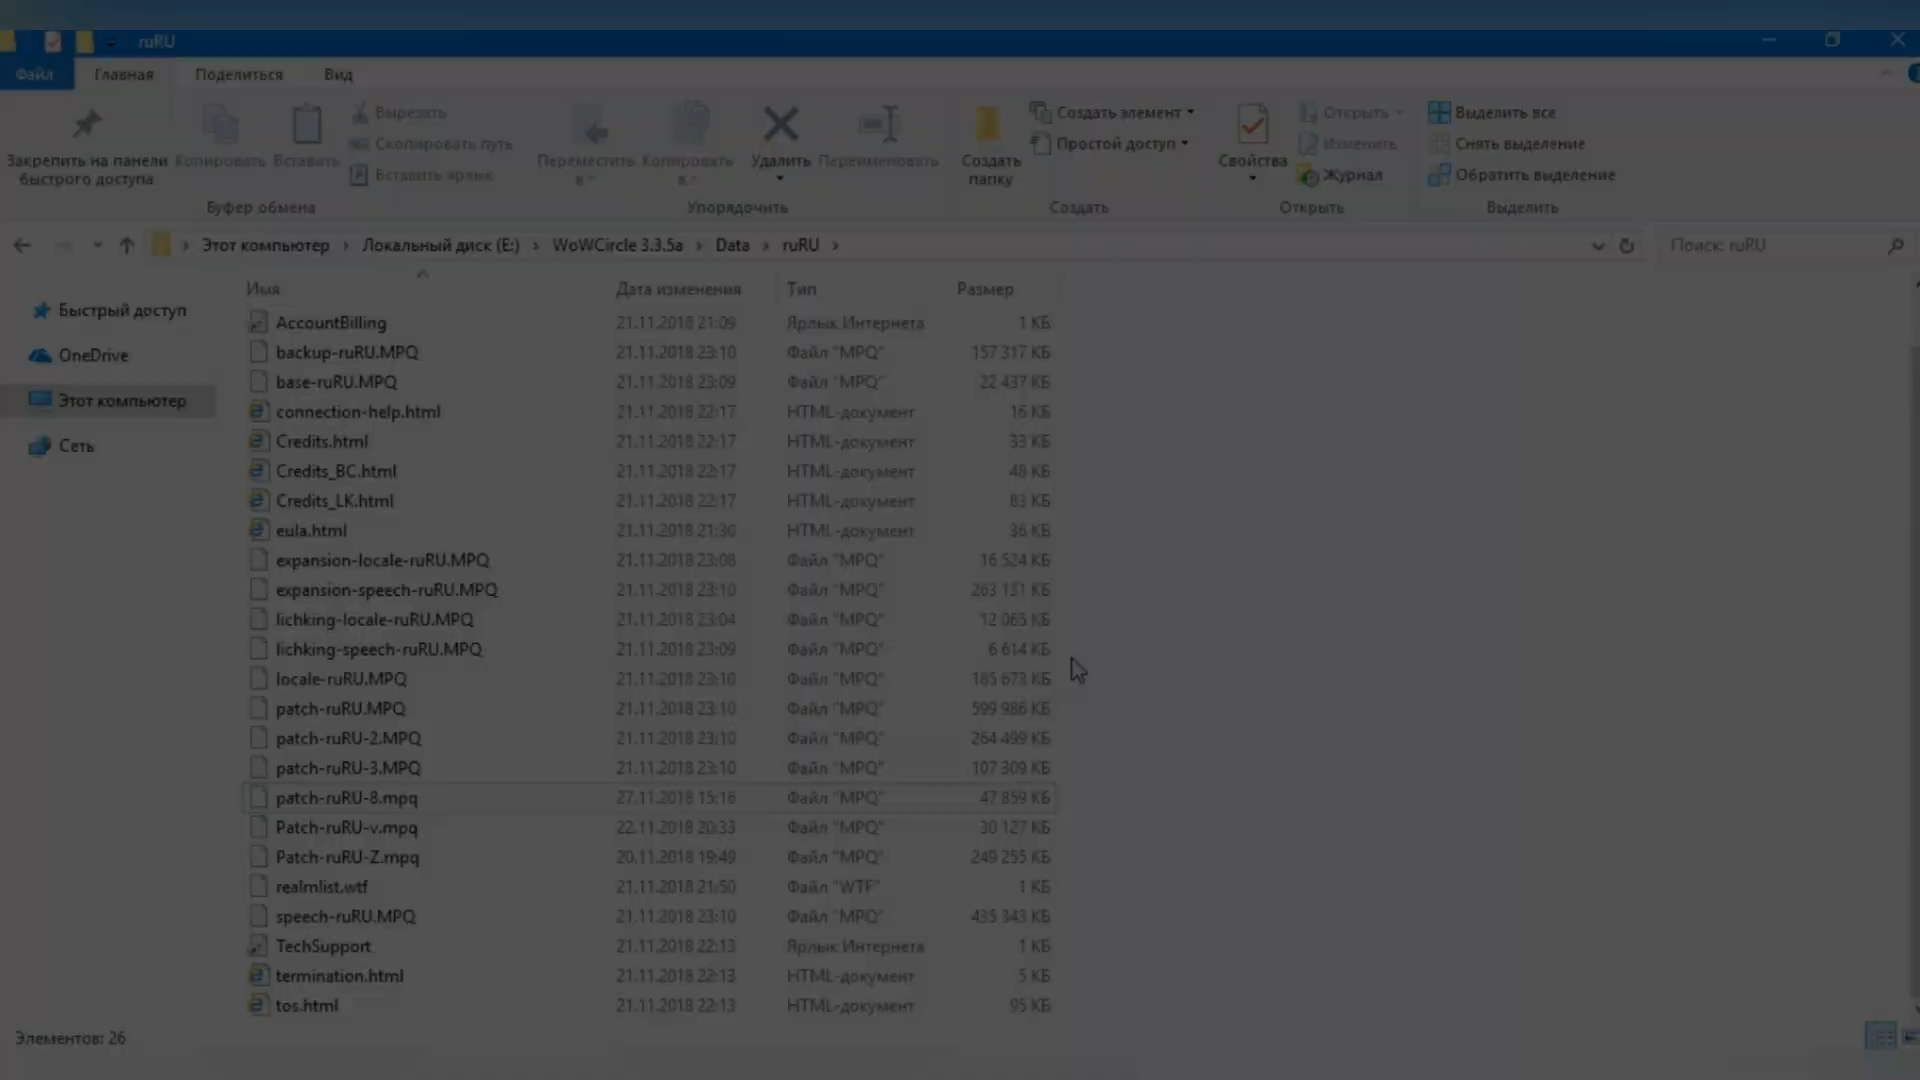 ruRU
Файл Главная Поделиться Вид
Закрепить на панели быстрого доступа
Копировать
Вставить
Вырезать
Скопировать путь
Вставить ярлык
Буфер обмена
Переместить в
Копировать в
Удалить
Переименовать
Упорядочить
Создать папку
Создать элемент
Простой доступ
Создать
Свойства
Открыть
Изменить
Журнал
Открыть
Выделить все
Снять выделение
Обратить выделение
Выделить
Этот компьютер Локальный диск (E:) WoWCircle 3.3.5a Data ruRU
Поиск: ruRU
Быстрый доступ
OneDrive
Этот компьютер
Сеть
Имя Дата изменения Тип Размер
AccountBilling 21.11.2018 21:09 Ярлык Интернета 1 КБ
backup-ruRU.MPQ 21.11.2018 23:10 Файл "MPQ" 157 317 КБ
base-ruRU.MPQ 21.11.2018 23:09 Файл "MPQ" 22 437 КБ
connection-help.html 21.11.2018 22:17 HTML-документ 16 КБ
Credits.html 21.11.2018 22:17 HTML-документ 33 КБ
Credits_BC.html 21.11.2018 22:17 HTML-документ 48 КБ
Credits_LK.html 21.11.2018 22:17 HTML-документ 83 КБ
eula.html 21.11.2018 21:30 HTML-документ 36 КБ
expansion-locale-ruRU.MPQ 21.11.2018 23:08 Файл "MPQ" 16 524 КБ
expansion-speech-ruRU.MPQ 21.11.2018 23:10 Файл "MPQ" 263 131 КБ
lichking-locale-ruRU.MPQ 21.11.2018 23:04 Файл "MPQ" 12 065 КБ
lichking-speech-ruRU.MPQ 21.11.2018 23:09 Файл "MPQ" 6 614 КБ
locale-ruRU.MPQ 21.11.2018 23:10 Файл "MPQ" 185 673 КБ
patch-ruRU.MPQ 21.11.2018 23:10 Файл "MPQ" 599 986 КБ
patch-ruRU-2.MPQ 21.11.2018 23:10 Файл "MPQ" 264 499 КБ
patch-ruRU-3.MPQ 21.11.2018 23:10 Файл "MPQ" 107 309 КБ
patch-ruRU-8.mpq 27.11.2018 15:16 Файл "MPQ" 47 859 КБ
Patch-ruRU-v.mpq 22.11.2018 20:33 Файл "MPQ" 30 127 КБ
Patch-ruRU-Z.mpq 20.11.2018 19:49 Файл "MPQ" 249 255 КБ
realmlist.wtf 21.11.2018 21:50 Файл "WTF" 1 КБ
speech-ruRU.MPQ 21.11.2018 23:10 Файл "MPQ" 435 343 КБ
TechSupport 21.11.2018 22:13 Ярлык Интернета 1 КБ
termination.html 21.11.2018 22:13 HTML-документ 5 КБ
tos.html 21.11.2018 22:13 HTML-документ 95 КБ
Элементов: 26